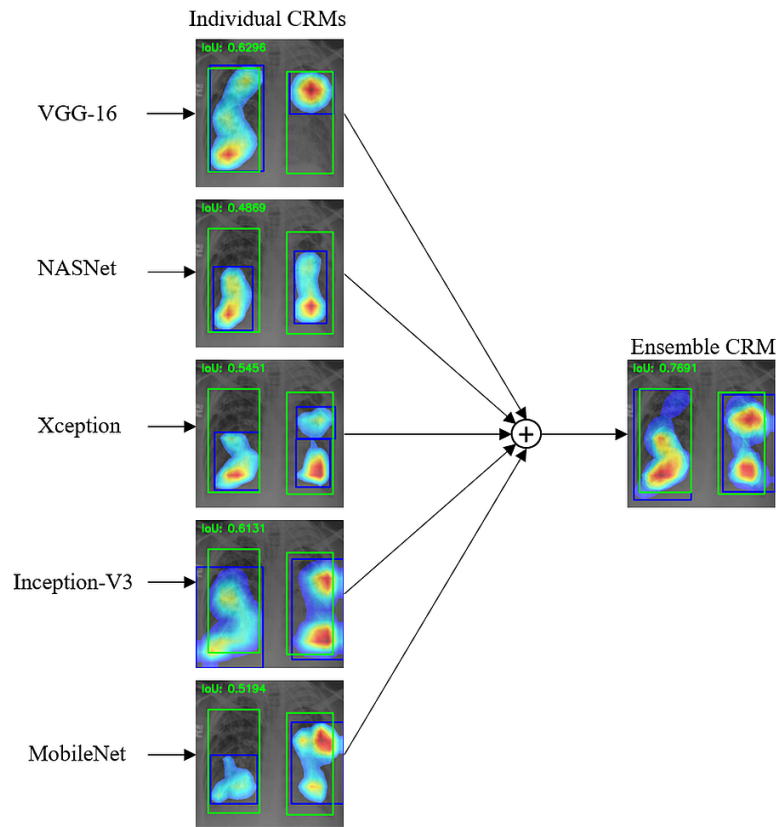 Individual CRMs
IoU: 0.6296
VGG-16
IoU: 0.4869
NASNet
Ensemble CRM
IoU: 0.5451
IoU: 0.7691
Xception
IoU: 0.6131
Inception-V3
IoU: 0.5194
MobileNet